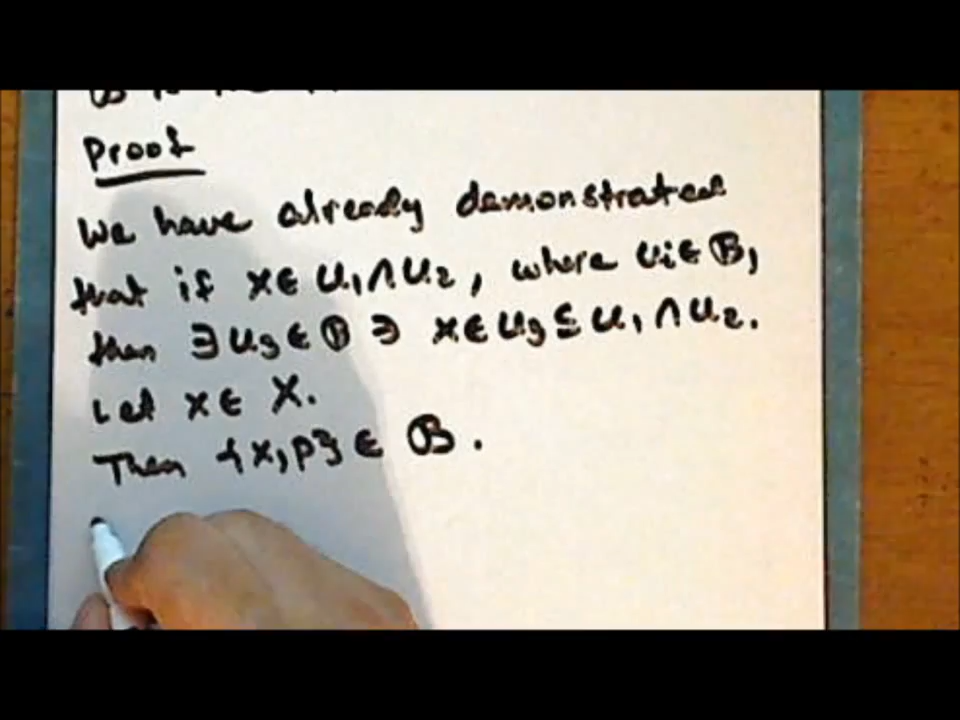 Proof
We have already demonstrated
that if x ∈ U₁ ∩ U₂, where Uᵢ ∈ 𝔹,
then ∃ U₃ ∈ 𝔹 ∋ x ∈ U₃ ⊆ U₁ ∩ U₂.
Let x ∈ X.
Then {x, p} ∈ 𝔹.